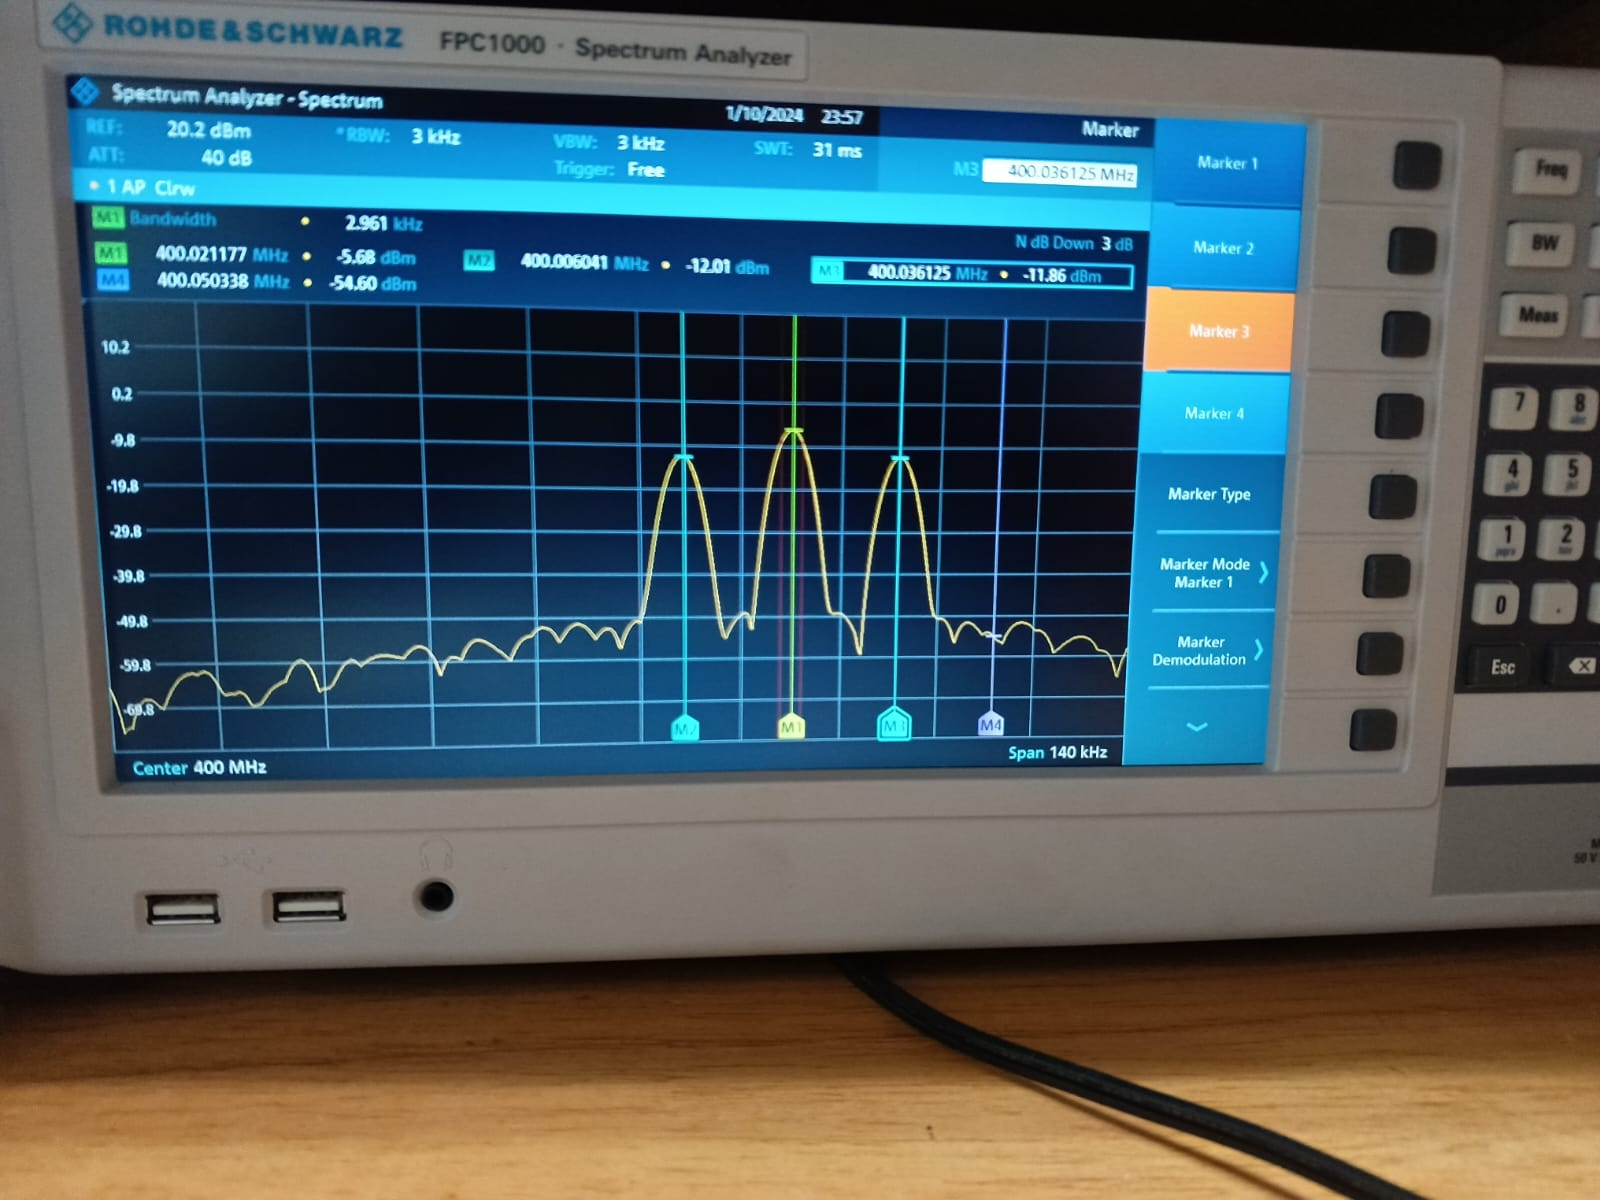 ROHDE & SCHWARZ FPC1000 · Spectrum Analyzer
Spectrum Analyzer - Spectrum
1/10/2024 23:57
Marker
REF: 20.2 dBm
*RBW: 3 kHz
VBW: 3 kHz
SWT: 31 ms
ATT: 40 dB
Trigger: Free
M3 400.036125 MHz
1 AP Clrw
M1 Bandwidth 2.961 kHz
N dB Down 3 dB
M1 400.021177 MHz -5.68 dBm
M2 400.006041 MHz -12.01 dBm
M3 400.036125 MHz -11.86 dBm
M4 400.050338 MHz -54.60 dBm
10.2
0.2
-9.8
-19.8
-29.8
-39.8
-49.8
-59.8
-69.8
M2
M1
M3
M4
Center 400 MHz
Span 140 kHz
Marker 1
Marker 2
Marker 3
Marker 4
Marker Type
Marker Mode
Marker 1
Marker
Demodulation
Freq
BW
Meas
7
8
4
5
1
2
0
.
Esc
50